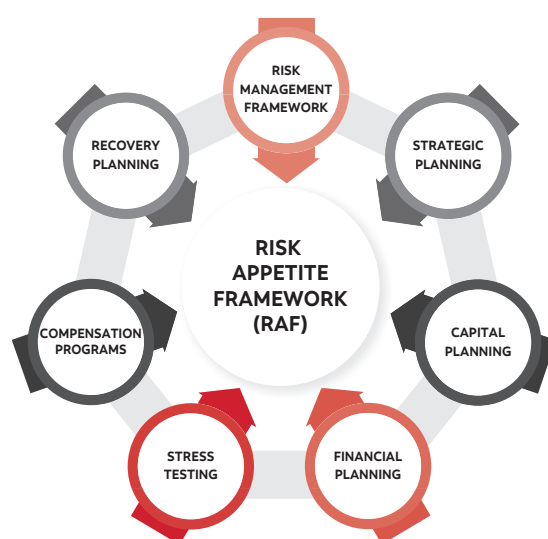 RISK
MANAGEMENT
FRAMEWORK
RECOVERY
PLANNING
STRATEGIC
PLANNING
RISK
APPETITE
FRAMEWORK
(RAF)
COMPENSATION
PROGRAMS
CAPITAL
PLANNING
STRESS
TESTING
FINANCIAL
PLANNING